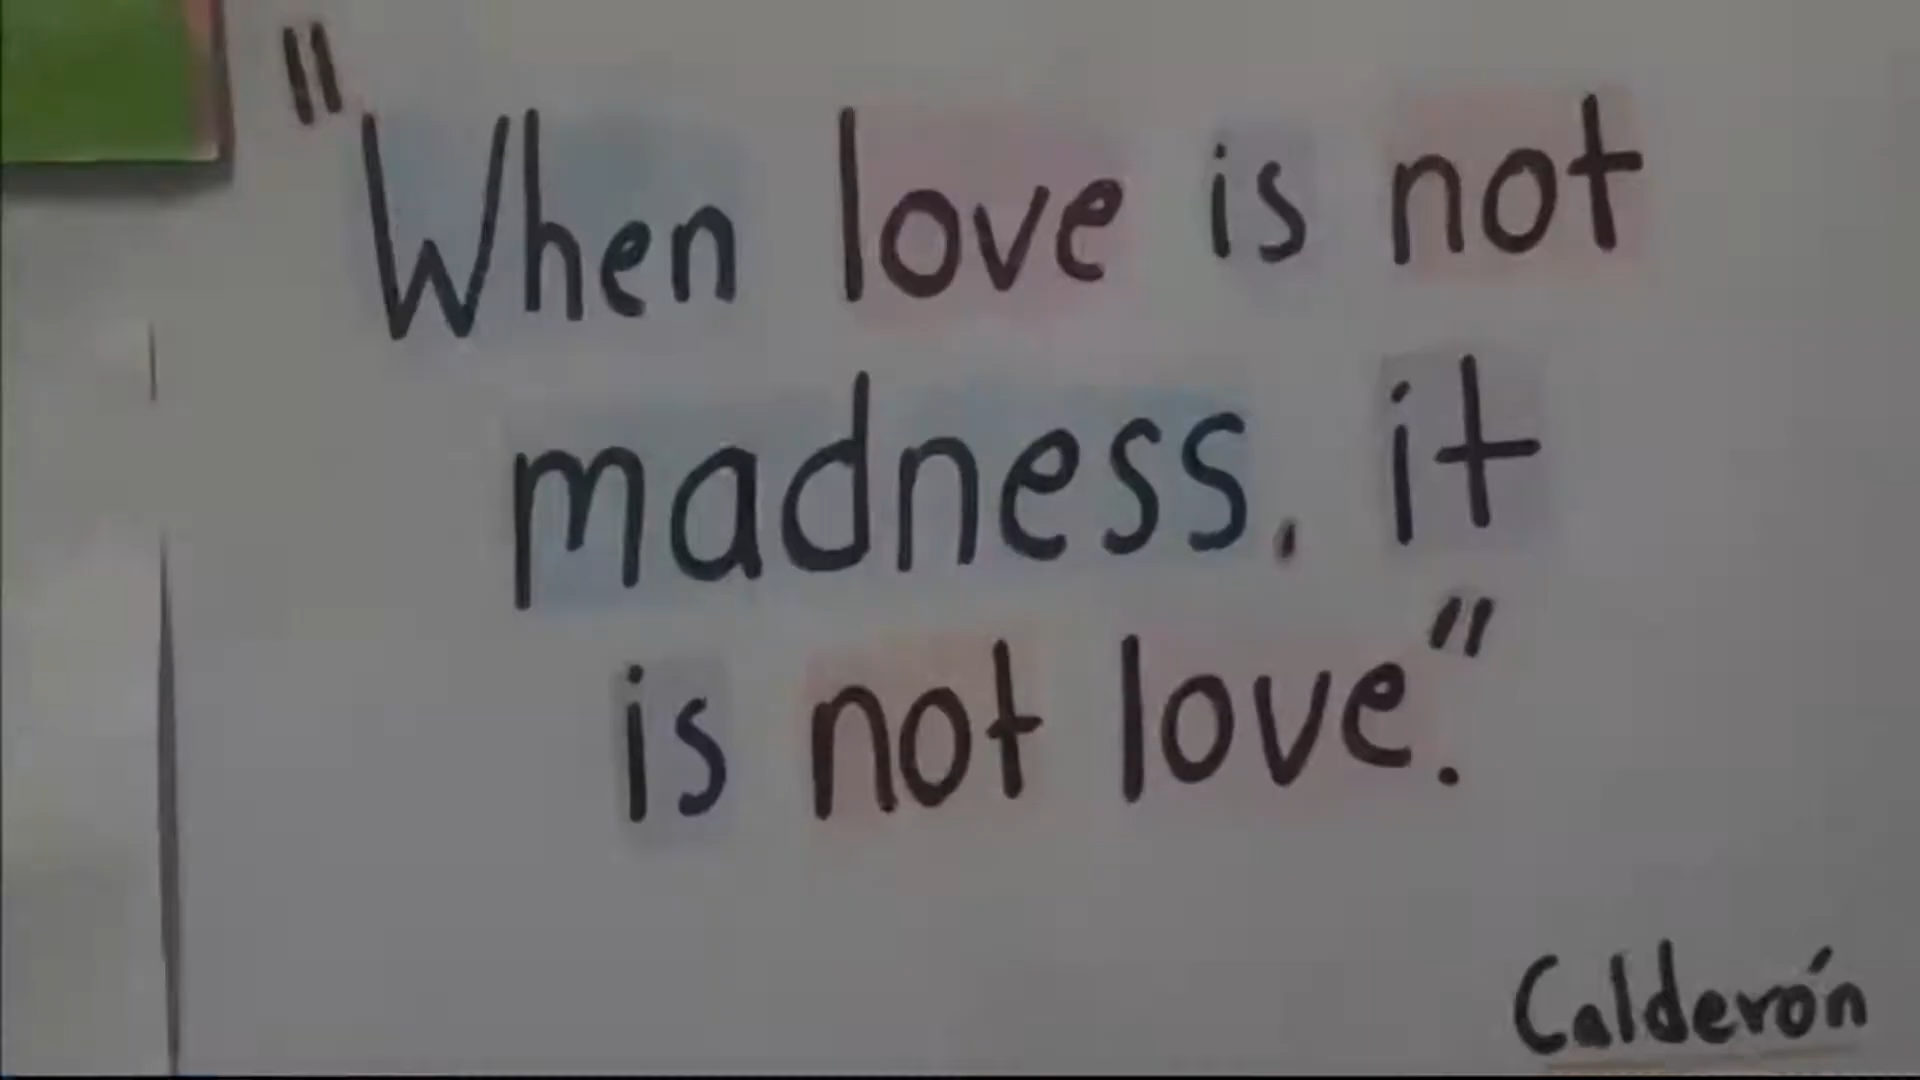 "When love is not
madness, it
is not love."
Calderón